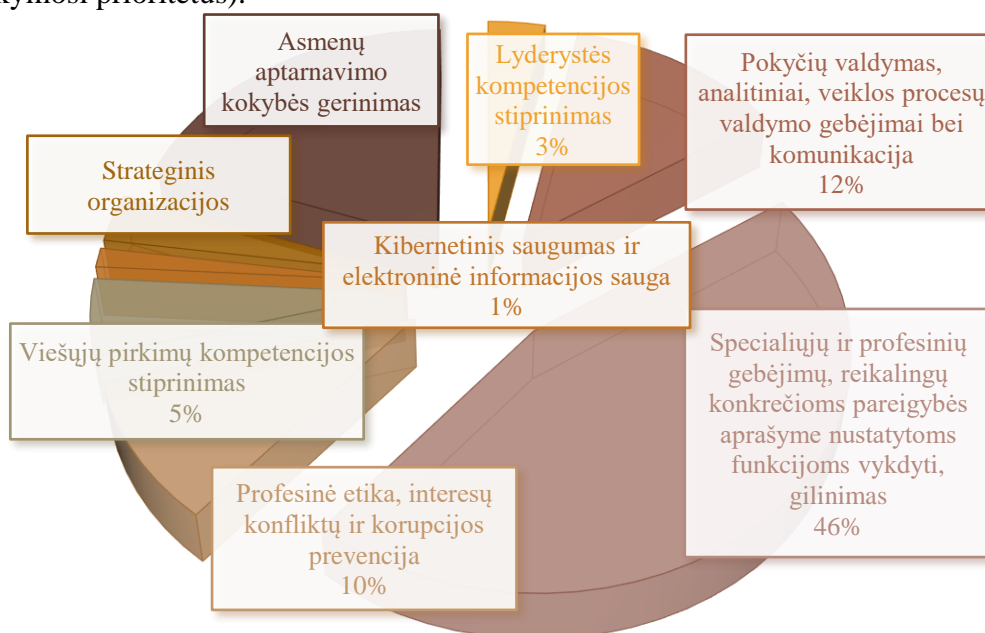 kymosi prioritetus).
Asmenų
aptarnavimo
kokybės gerinimas
Lyderystės
kompetencijos
stiprinimas
3%
Pokyčių valdymas,
analitiniai, veiklos procesų
valdymo gebėjimai bei
komunikacija
12%
Strateginis
organizacijos
Kibernetinis saugumas ir
elektroninė informacijos sauga
1%
Viešųjų pirkimų kompetencijos
stiprinimas
5%
Specialiųjų ir profesinių
gebėjimų, reikalingų
konkrečioms pareigybės
aprašyme nustatytoms
funkcijoms vykdyti,
gilinimas
46%
Profesinė etika, interesų
konfliktų ir korupcijos
prevencija
10%